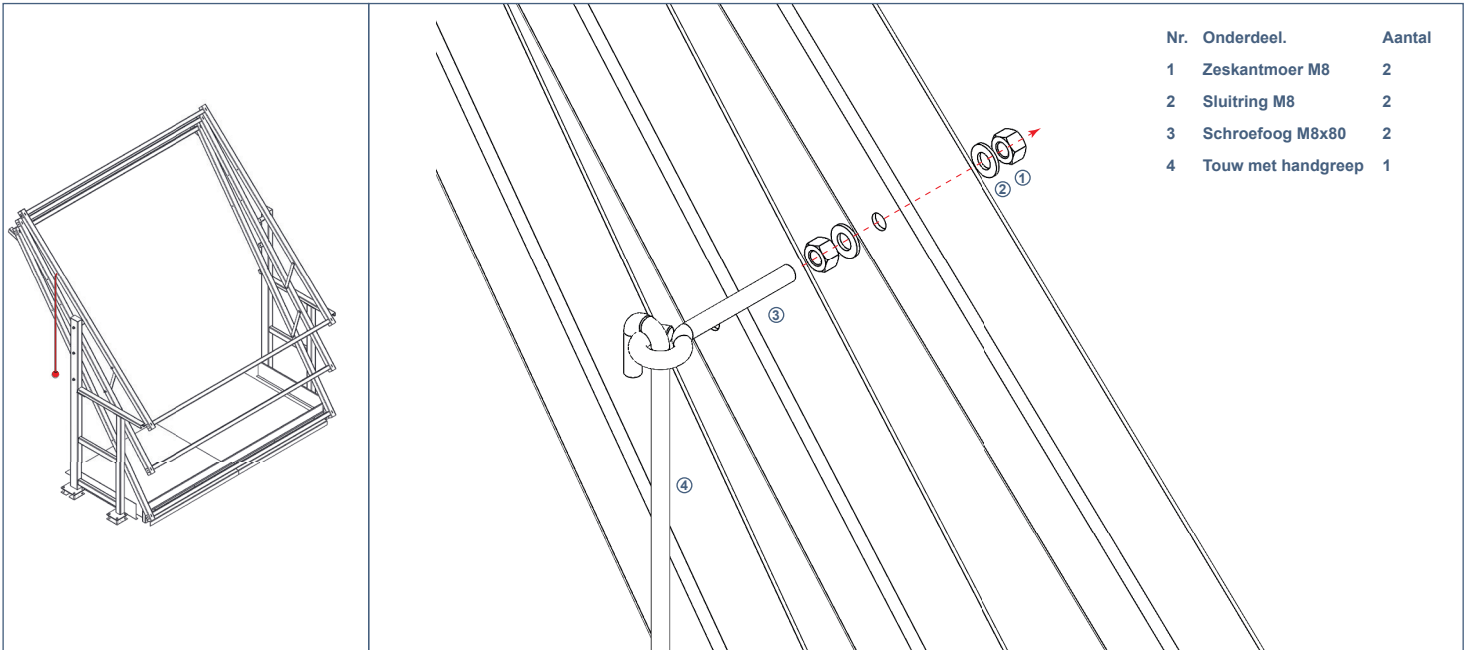 Nr. Onderdeel. Aantal
1 Zeskantmoer M8 2
2 Sluitring M8 2
3 Schroefoog M8x80 2
4 Touw met handgreep 1
② ①
③
④